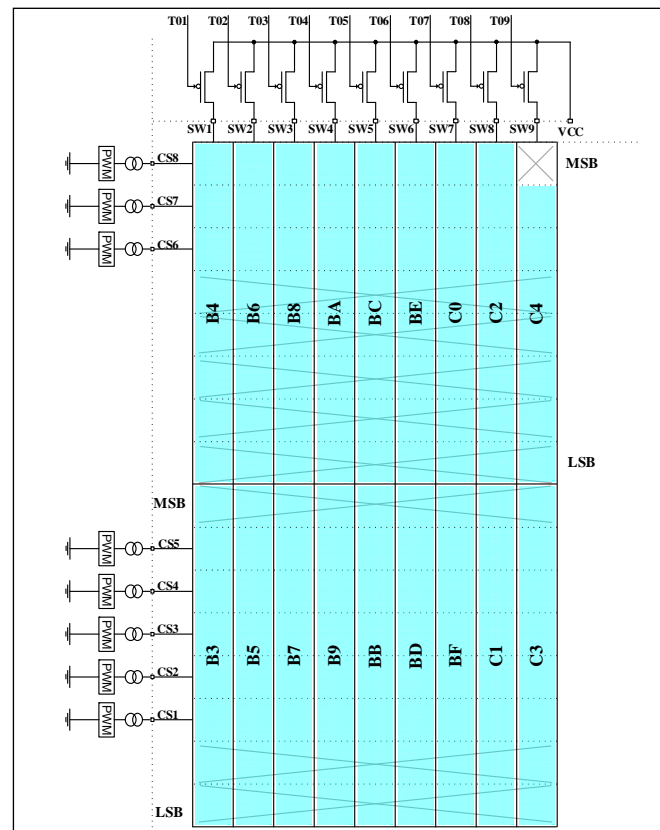 T01 T02 T03 T04 T05 T06 T07 T08 T09
SW1 SW2 SW3 SW4 SW5 SW6 SW7 SW8 SW9 VCC
PWM CS8 MSB
PWM CS7
PWM CS6
B4 B6 B8 BA BC BE C0 C2 C4
LSB
MSB
PWM CS5
PWM CS4
PWM CS3
B3 B5 B7 B9 BB BD BF C1 C3
PWM CS2
PWM CS1
LSB